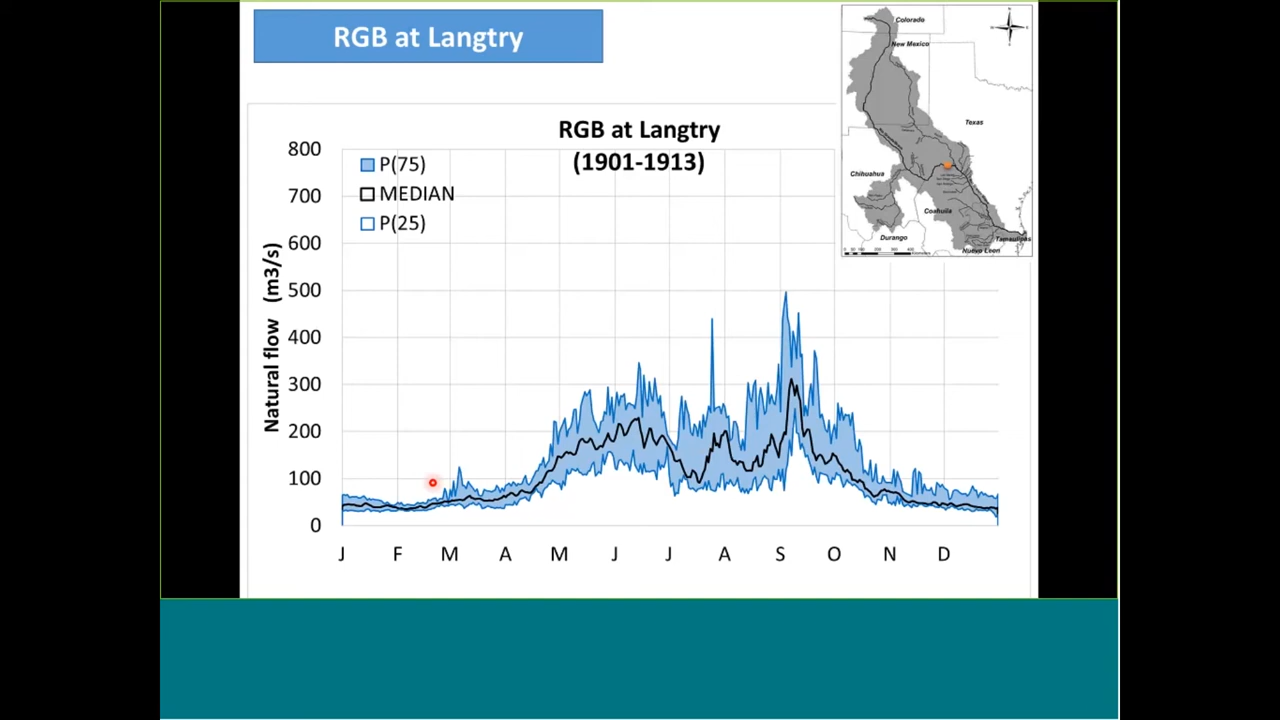 RGB at Langtry
Colorado
New Mexico
Texas
Chihuahua
Coahuila
Durango
Tamaulipas
Nuevo Leon
RGB at Langtry
(1901-1913)
P(75)
MEDIAN
P(25)
Natural flow (m3/s)
800
700
600
500
400
300
200
100
0
J F M A M J J A S O N D